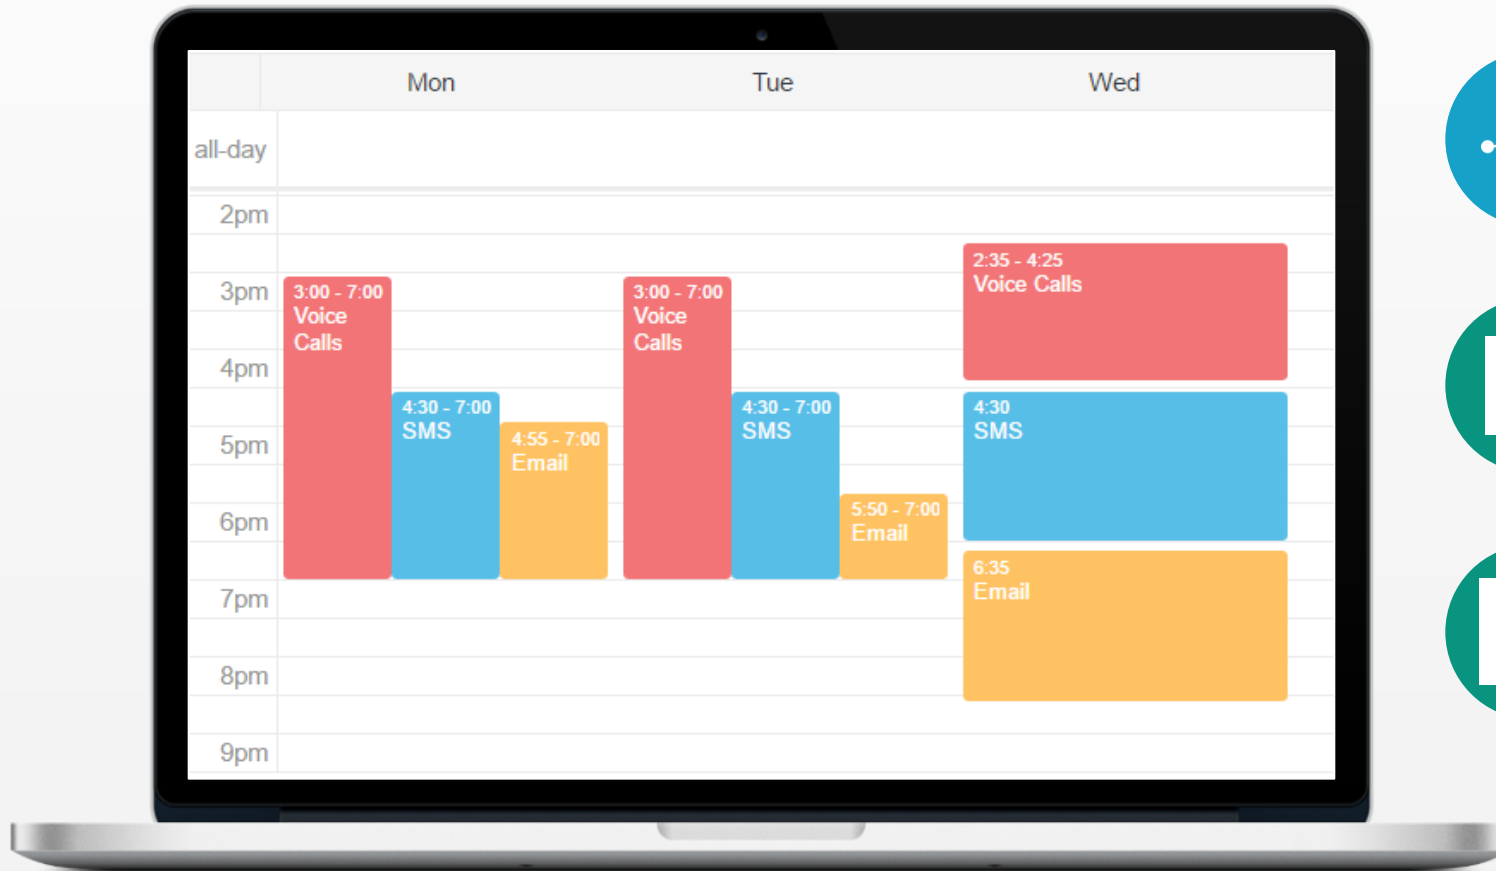 Mon
Tue
Wed
all-day
2pm
3pm
4pm
5pm
6pm
7pm
8pm
9pm
3:00 - 7:00
Voice
Calls
4:30 - 7:00
SMS
4:55 - 7:00
Email
3:00 - 7:00
Voice
Calls
4:30 - 7:00
SMS
5:50 - 7:00
Email
2:35 - 4:25
Voice Calls
4:30
SMS
6:35
Email